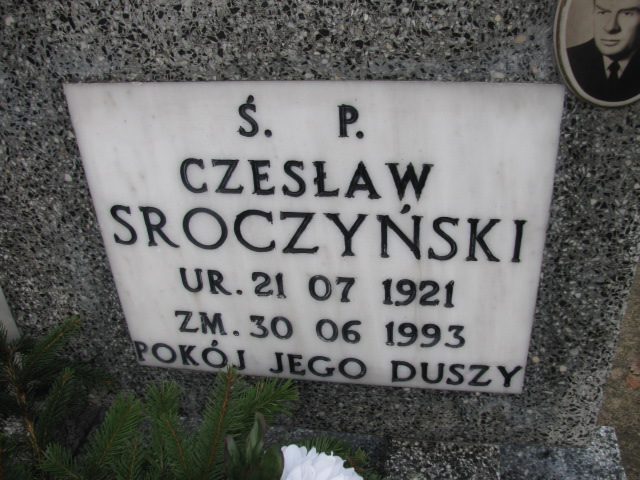 Ś. P.
CZESŁAW
SROCZYŃSKI
UR. 21 07 1921
ZM. 30 06 1993
POKÓJ JEGO DUSZY